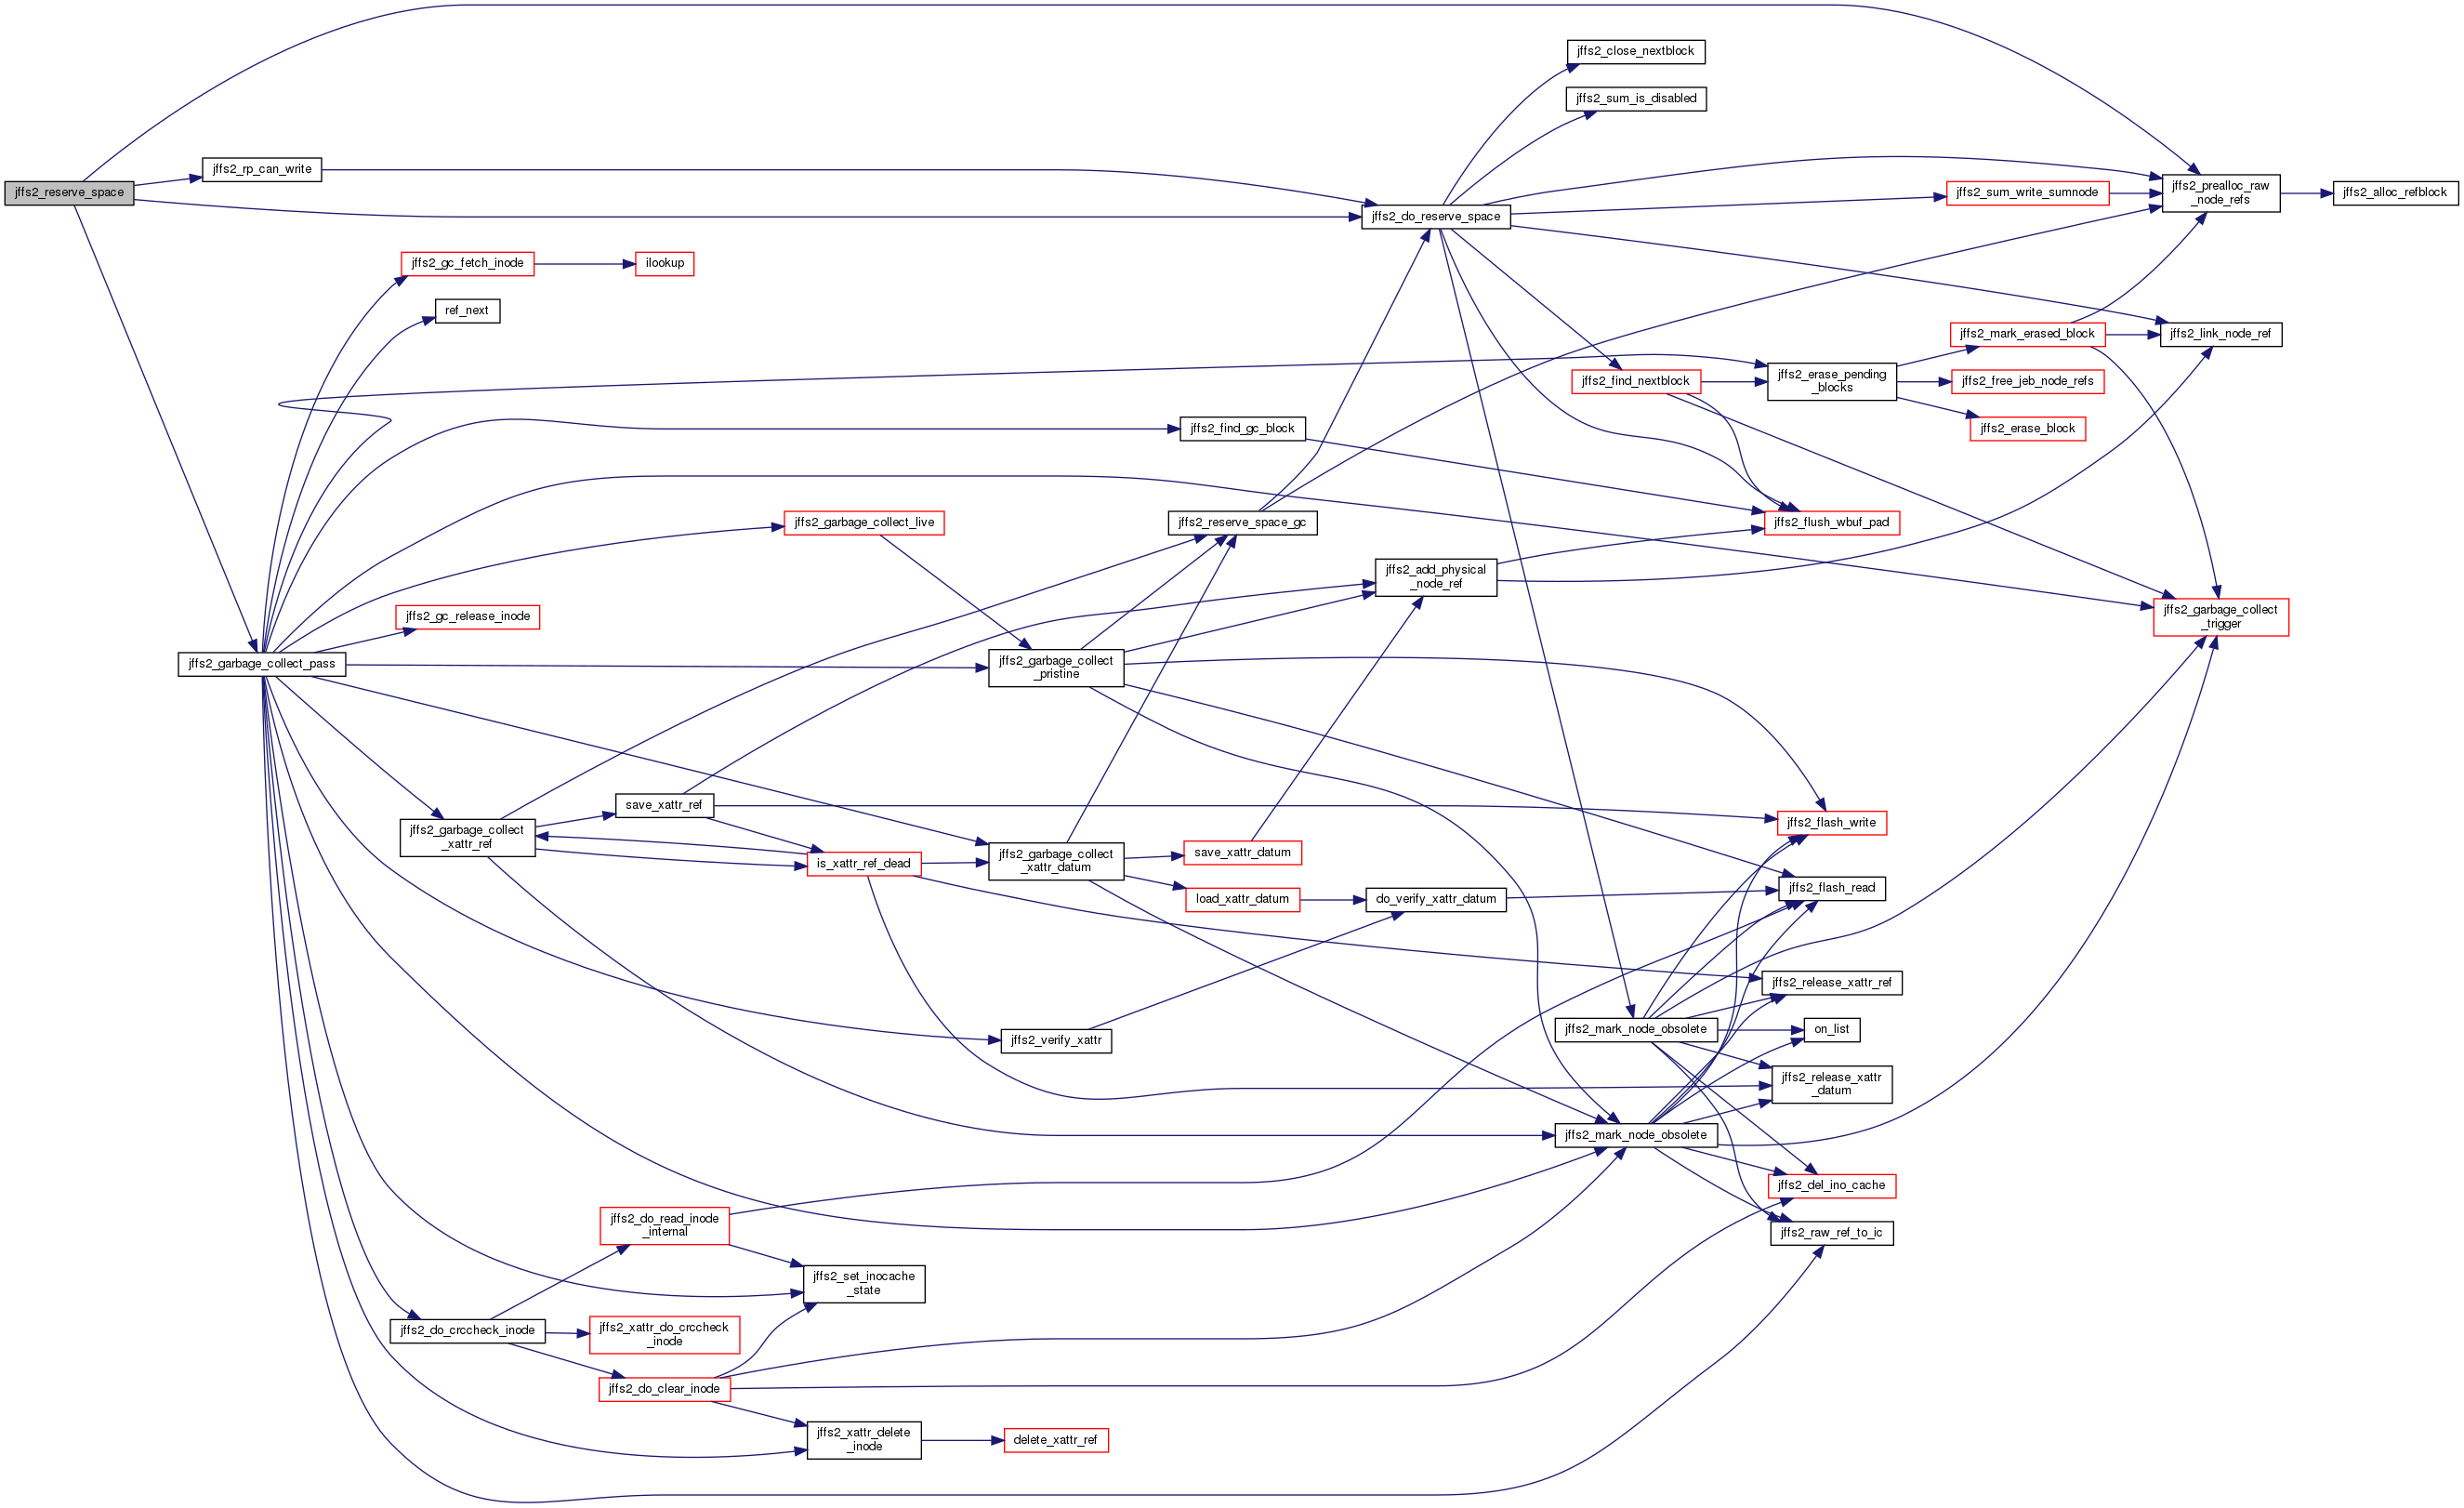 jffs2_close_nextblock
jffs2_sum_is_disabled
jffs2_rp_can_write
jffs2_reserve_space
jffs2_prealloc_raw
_node_refs
jffs2_sum_write_sumnode
jffs2_alloc_refblock
jffs2_do_reserve_space
jffs2_gc_fetch_inode
ilookup
ref_next
jffs2_mark_erased_block
jffs2_link_node_ref
jffs2_find_nextblock
jffs2_erase_pending
_blocks
jffs2_free_jeb_node_refs
jffs2_find_gc_block
jffs2_erase_block
jffs2_garbage_collect_live
jffs2_reserve_space_gc
jffs2_flush_wbuf_pad
jffs2_add_physical
_node_ref
jffs2_gc_release_inode
jffs2_garbage_collect
_trigger
jffs2_garbage_collect_pass
jffs2_garbage_collect
_pristine
save_xattr_ref
jffs2_flash_write
jffs2_garbage_collect
_xattr_ref
is_xattr_ref_dead
jffs2_garbage_collect
_xattr_datum
save_xattr_datum
load_xattr_datum
do_verify_xattr_datum
jffs2_flash_read
jffs2_release_xattr_ref
jffs2_verify_xattr
jffs2_mark_node_obsolete
on_list
jffs2_release_xattr
_datum
jffs2_mark_node_obsolete
jffs2_del_ino_cache
jffs2_do_read_inode
_internal
jffs2_raw_ref_to_ic
jffs2_set_inocache
_state
jffs2_do_crccheck_inode
jffs2_xattr_do_crccheck
_inode
jffs2_do_clear_inode
jffs2_xattr_delete
_inode
delete_xattr_ref